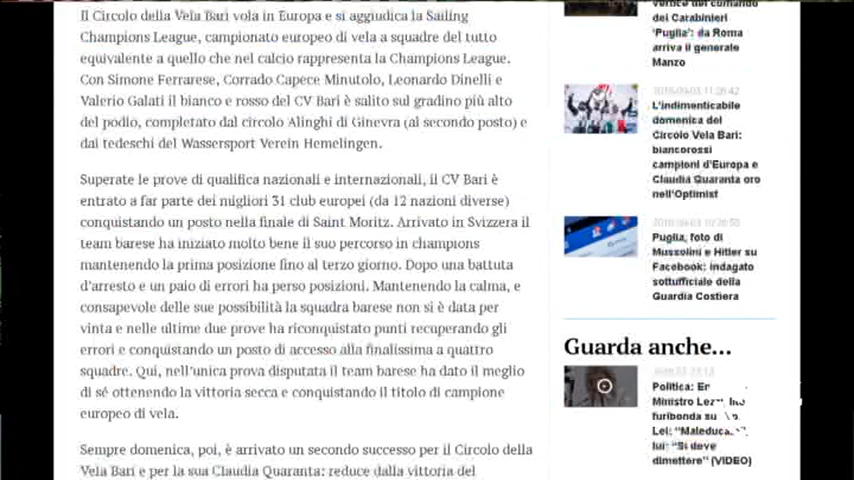 Il Circolo della Vela Bari vola in Europa e si aggiudica la Sailing
Champions League, campionato europeo di vela a squadre del tutto
equivalente a quello che nel calcio rappresenta la Champions League.
Con Simone Ferrarese, Corrado Capece Minutolo, Leonardo Dinelli e
Valerio Galati il bianco e rosso del CV Bari è salito sul gradino più alto
del podio, completato dal circolo Alinghi di Ginevra (al secondo posto) e
dai tedeschi del Wassersport Verein Hemelingen.
Superate le prove di qualifica nazionali e internazionali, il CV Bari è
entrato a far parte dei migliori 31 club europei (da 12 nazioni diverse)
conquistando un posto nella finale di Saint Moritz. Arrivato in Svizzera il
team barese ha iniziato molto bene il suo percorso in champions
mantenendo la prima posizione fino al terzo giorno. Dopo una battuta
d'arresto e un paio di errori ha perso posizioni. Mantenendo la calma, e
consapevole delle sue possibilità la squadra barese non si è data per
vinta e nelle ultime due prove ha riconquistato punti recuperando gli
errori e conquistando un posto di accesso alla finalissima a quattro
squadre. Qui, nell'unica prova disputata il team barese ha dato il meglio
di sé ottenendo la vittoria secca e conquistando il titolo di campione
europeo di vela.
Sempre domenica, poi, è arrivato un secondo successo per il Circolo della
Vela Bari e per la sua Claudia Quaranta: reduce dalla vittoria del
vertice del comando
dei Carabinieri
'Puglia': da Roma
arriva il generale
Manzo
L'indimenticabile
domenica del
Circolo Vela Bari:
biancorossi
campioni d'Europa e
Claudia Quaranta oro
nell'Optimist
Puglia, foto di
Mussolini e Hitler su
Facebook: indagato
sottufficiale della
Guardia Costiera
Guarda anche...
Politica:
Ministro
furibonda su
Lei:
lui: "Si deve
dimettere" (VIDEO)